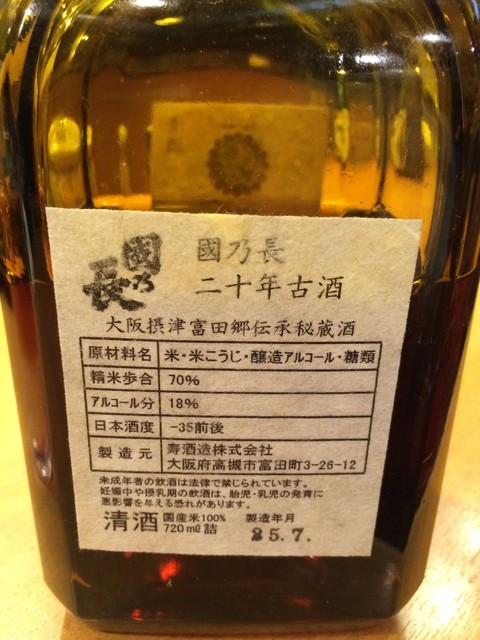 國乃長
國乃長
二十年古酒
大阪摂津富田郷伝承秘蔵酒
原材料名 米・米こうじ・醸造アルコール・糖類
精米歩合 70%
アルコール分 18%
日本酒度 -35前後
製造元 寿酒造株式会社
大阪府高槻市富田町3-26-12
未成年者の飲酒は法律で禁じられています。
妊娠中や授乳期の飲酒は、胎児・乳児の発育に
悪影響を与える恐れがあります。
清酒 国産米100% 製造年月
720mℓ詰 25.7.